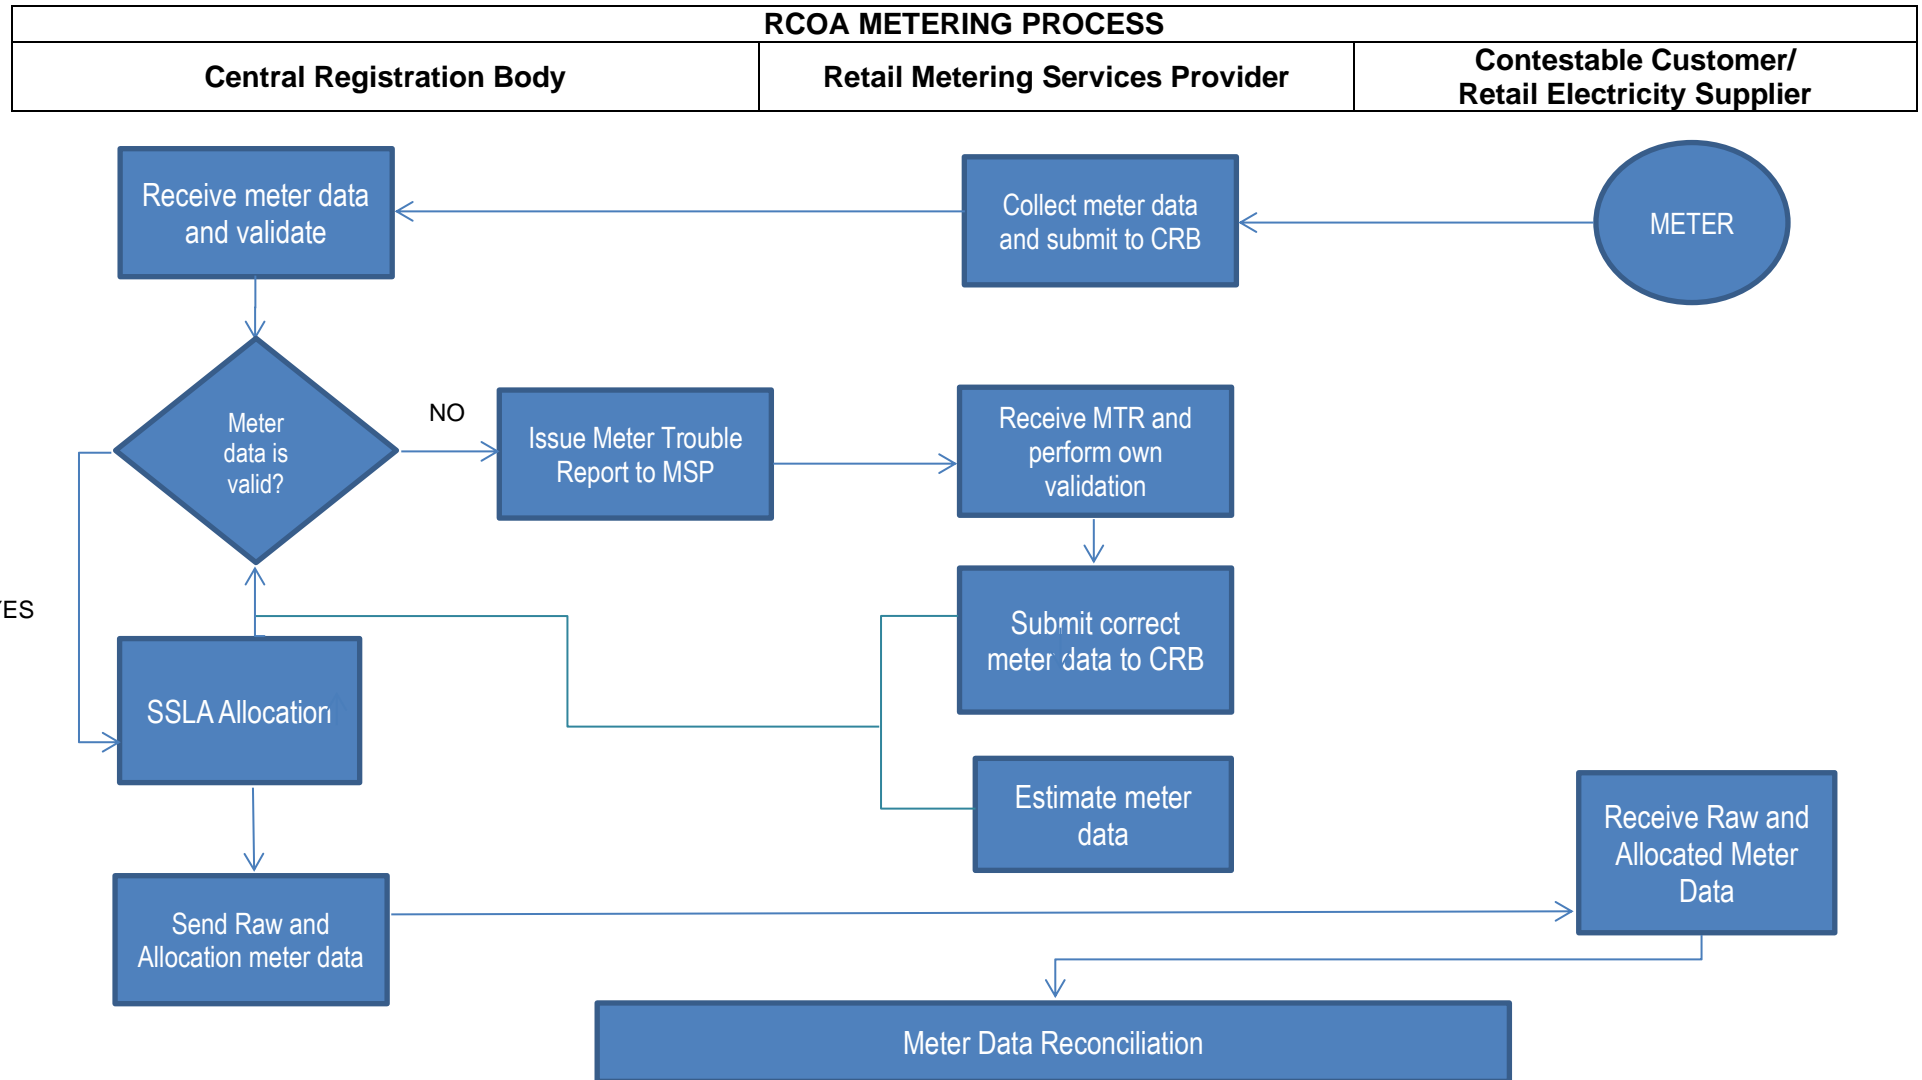 RCOA METERING PROCESS
Central Registration Body
Retail Metering Services Provider
Contestable Customer/
Retail Electricity Supplier
Receive meter data
and validate
Collect meter data
and submit to CRB
METER
Meter
data is
valid?
NO
Issue Meter Trouble
Report to MSP
Receive MTR and
perform own
validation
YES
SSLA Allocation
Submit correct
meter data to CRB
Estimate meter
data
Receive Raw and
Allocated Meter
Data
Send Raw and
Allocation meter data
Meter Data Reconciliation